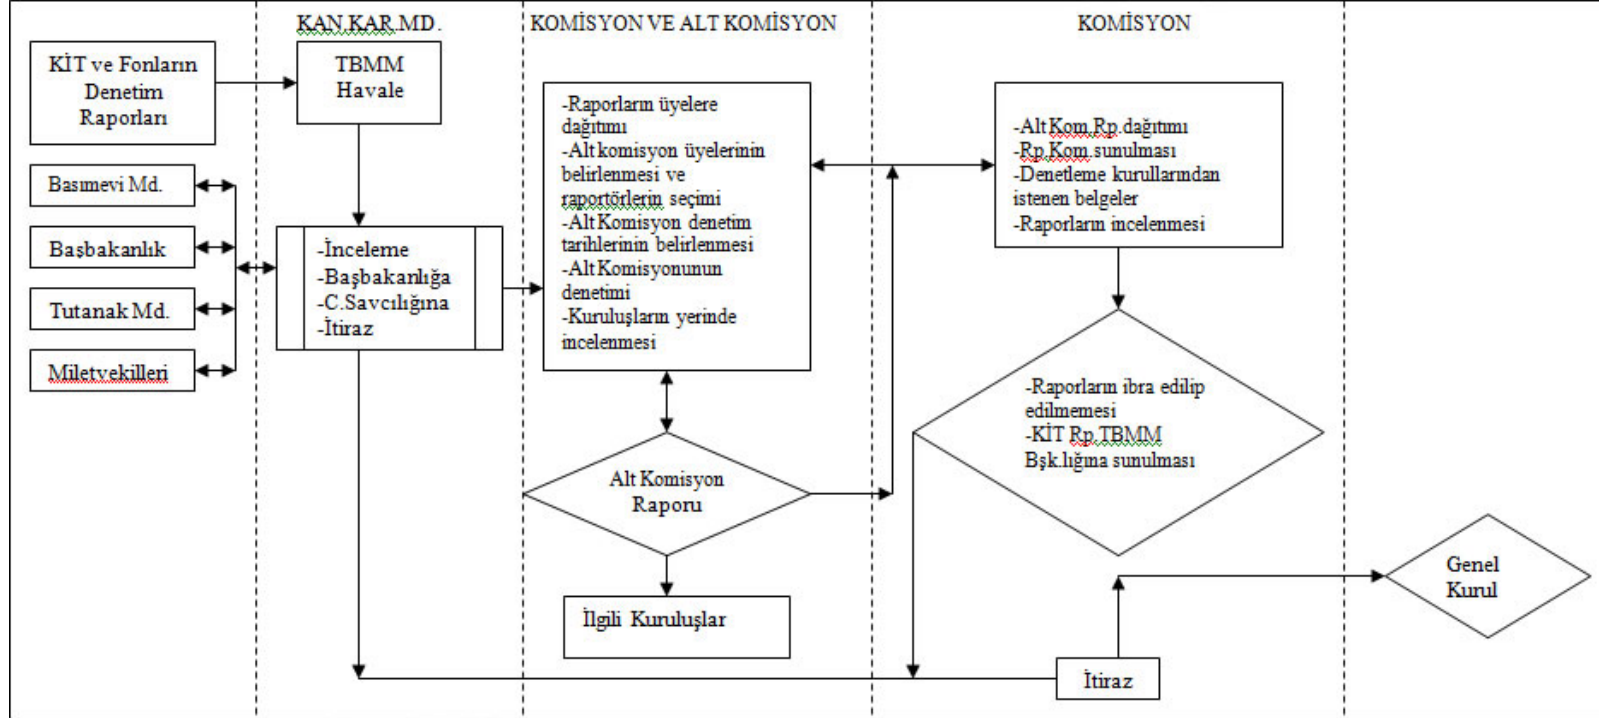 KAN.KAR.MD.
KOMİSYON VE ALT KOMİSYON
KOMİSYON
KİT ve Fonların
Denetim
Raporları
TBMM
Havale
Basımevi Md.
Başbakanlık
Tutanak Md.
Miletvekilleri
-İnceleme
-Başbakanlığa
-C.Savcılığına
-İtiraz
-Raporların üyelere
dağıtımı
-Alt komisyon üyelerinin
belirlenmesi ve
raportörlerin seçimi
-Alt Komisyon denetim
tarihlerinin belirlenmesi
-Alt Komisyonunun
denetimi
-Kuruluşların yerinde
incelenmesi
Alt Komisyon
Raporu
İlgili Kuruluşlar
-Alt Kom.Rp.dağıtımı
-Rp.Kom.sunulması
-Denetleme kurullarından
istenen belgeler
-Raporların incelenmesi
-Raporların ibra edilip
edilmemesi
-KİT Rp.TBMM
Bşk.lığına sunulması
İtiraz
Genel
Kurul